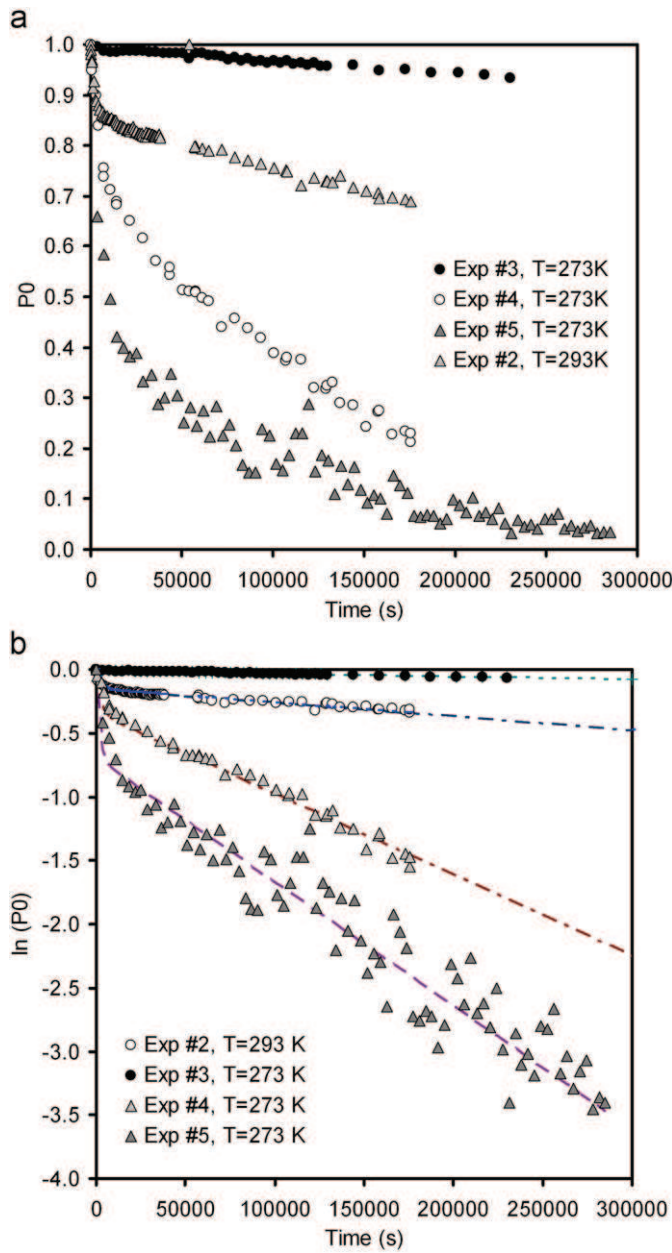 a
1.0
0.9
0.8
0.7
0.6
0.5
0.4
0.3
0.2
0.1
0.0
P0
Exp #3, T=273K
Exp #4, T=273K
Exp #5, T=273K
Exp #2, T=293K
0 50000 100000 150000 200000 250000 300000
Time (s)
b
0.0
-0.5
-1.0
-1.5
-2.0
-2.5
-3.0
-3.5
-4.0
ln (P0)
Exp #2, T=293 K
Exp #3, T=273 K
Exp #4, T=273 K
Exp #5, T=273 K
0 50000 100000 150000 200000 250000 300000
Time (s)